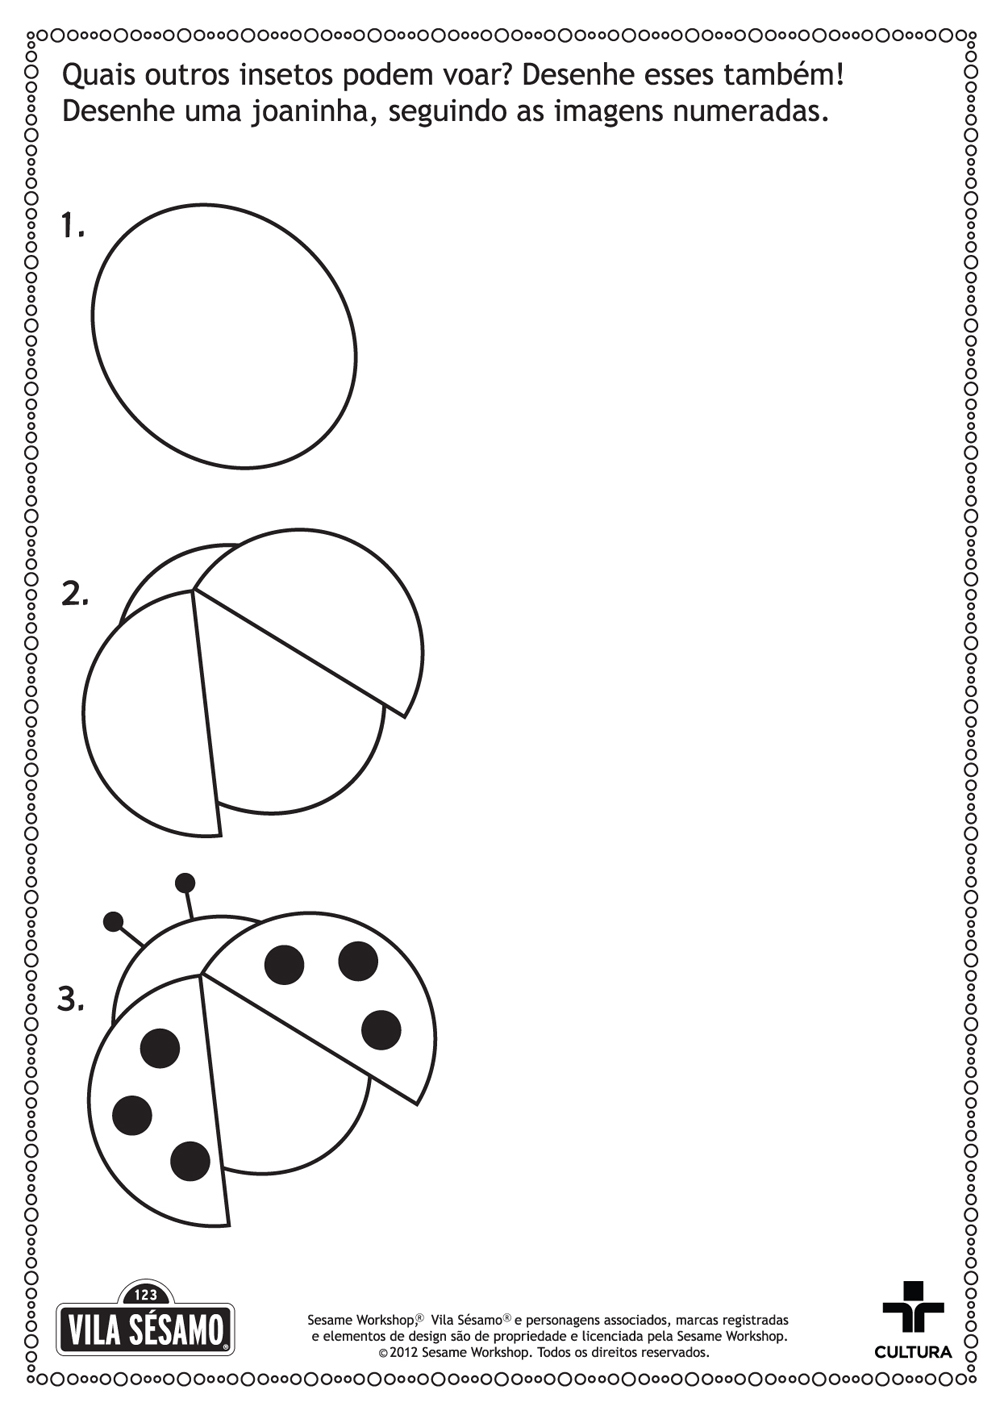 Quais outros insetos podem voar? Desenhe esses também!
Desenhe uma joaninha, seguindo as imagens numeradas.
1.
2.
3.
123
VILA SÉSAMO®
Sesame Workshop,® Vila Sésamo® e personagens associados, marcas registradas
e elementos de design são de propriedade e licenciada pela Sesame Workshop.
©2012 Sesame Workshop. Todos os direitos reservados.
CULTURA